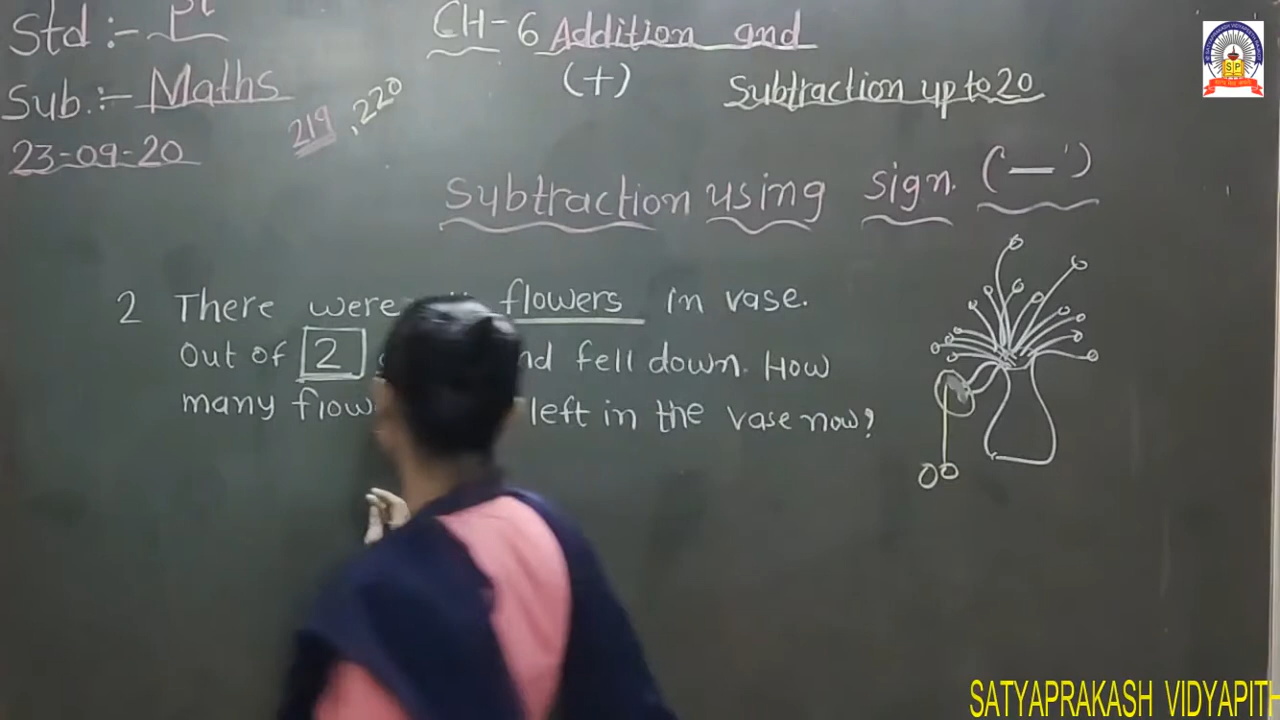 Std :- 1st
CH-6 Addition and
(+)
Subtraction up to 20
Sub.:- Maths
219, 220
23-09-20
Subtraction using sign. ('—')
2 There were flowers in vase.
Out of 2 fell down. How
many left in the vase now?
SP
SATYAPRAKASH VIDYAPITH